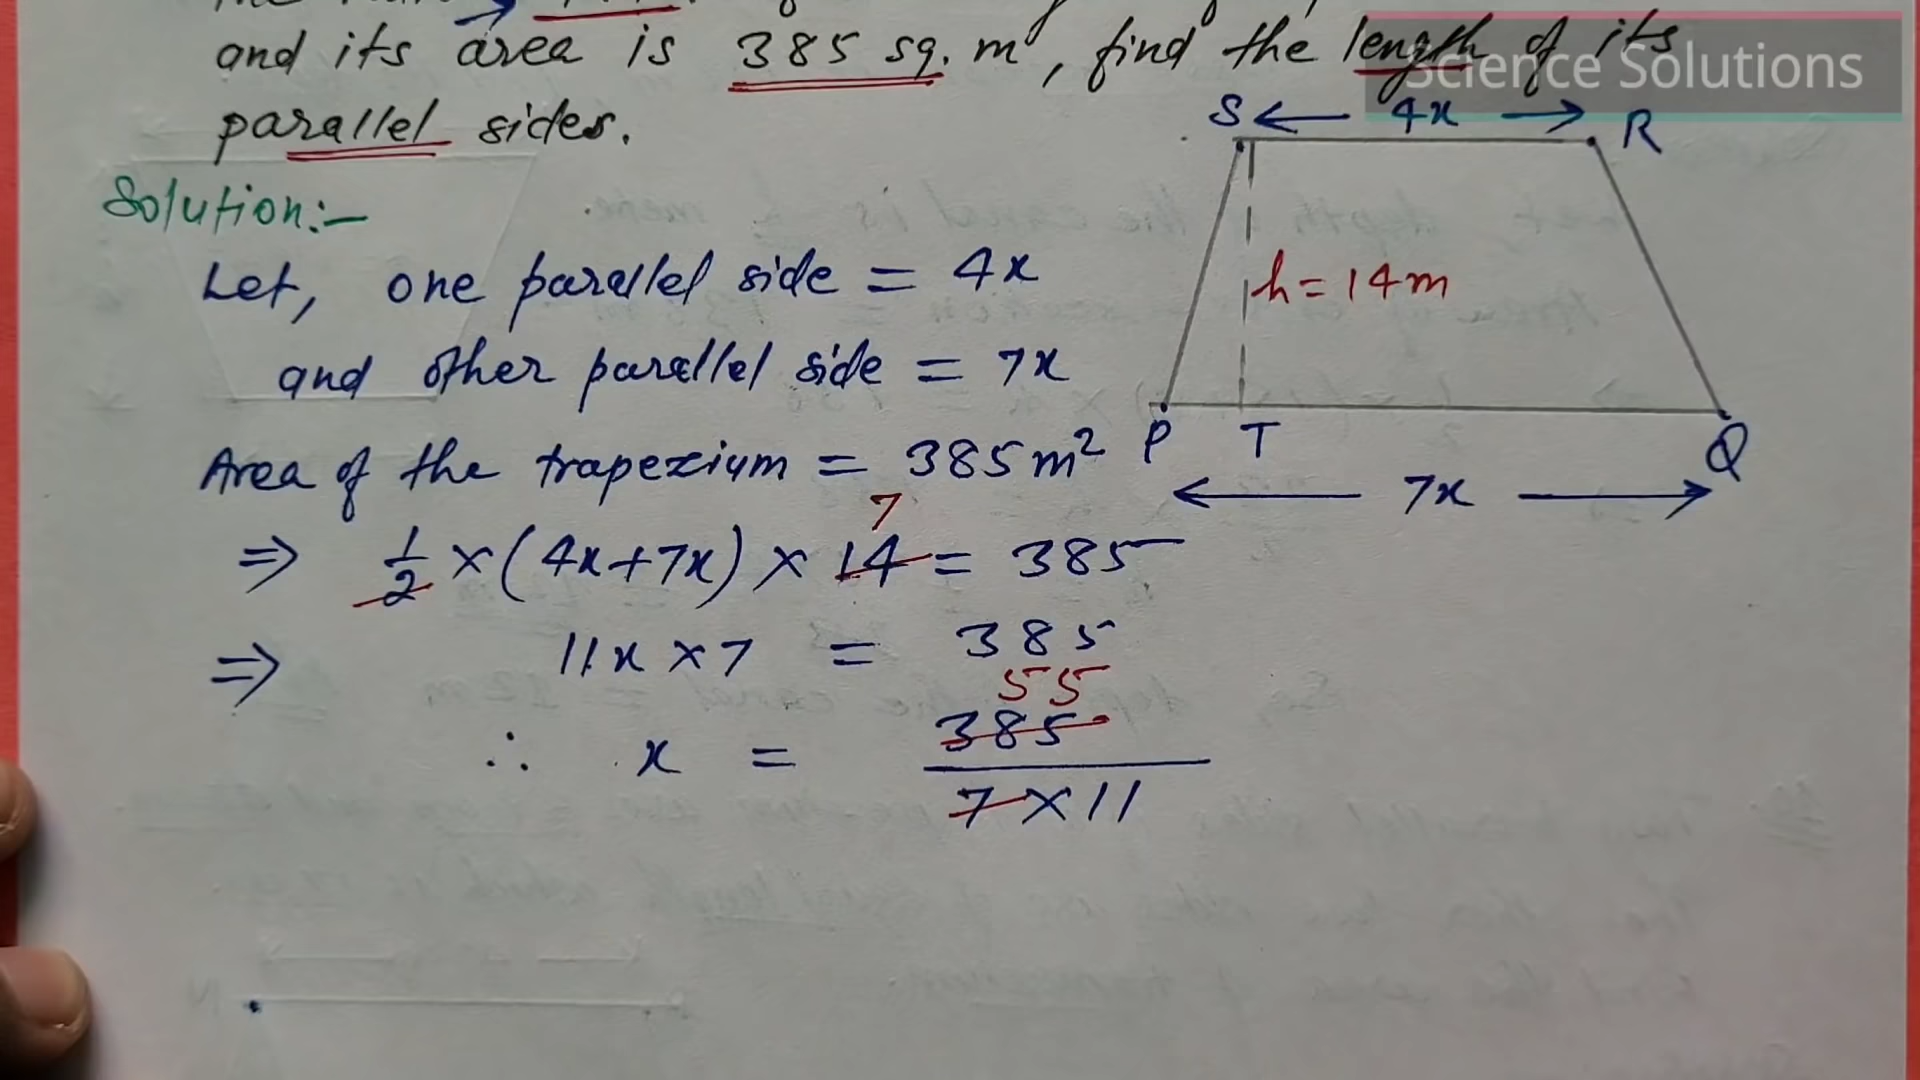 and its area is 385 sq. m, find the length of its
Science Solutions
parallel sides.
S 4x R
Solution:-
Let, one parallel side = 4x
h = 14m
and other parallel side = 7x
Area of the trapezium = 385m²
P T Q
7x
7
⇒ 1/2 × (4x+7x) × 14 = 385
⇒ 11x × 7 = 385
55
∴ x = 385/7×11